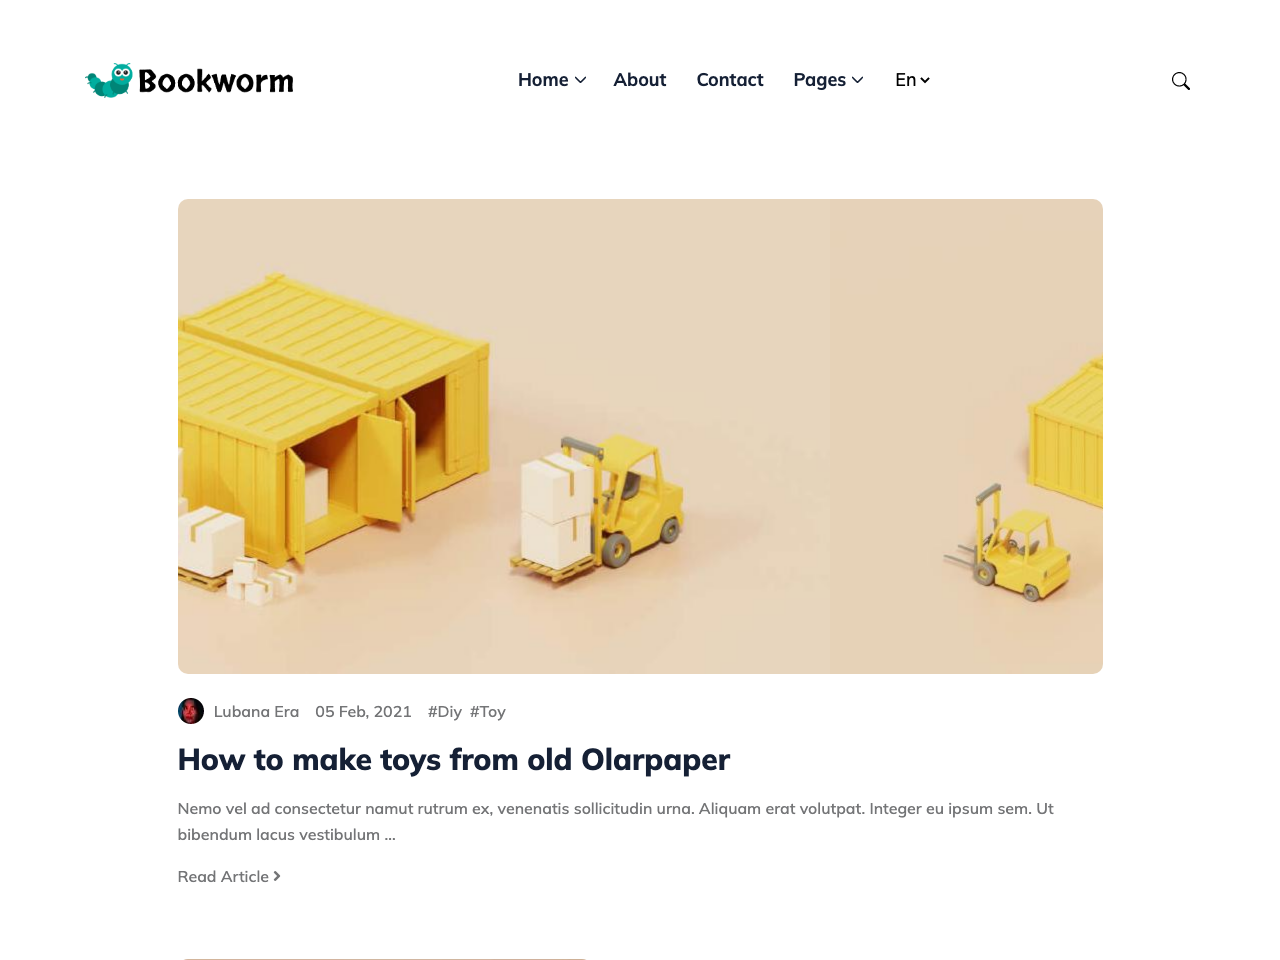 Bookworm
Home About Contact Pages En
Lubana Era 05 Feb, 2021 #Diy #Toy
How to make toys from old Olarpaper
Nemo vel ad consectetur namut rutrum ex, venenatis sollicitudin urna. Aliquam erat volutpat. Integer eu ipsum sem. Ut
bibendum lacus vestibulum ...
Read Article